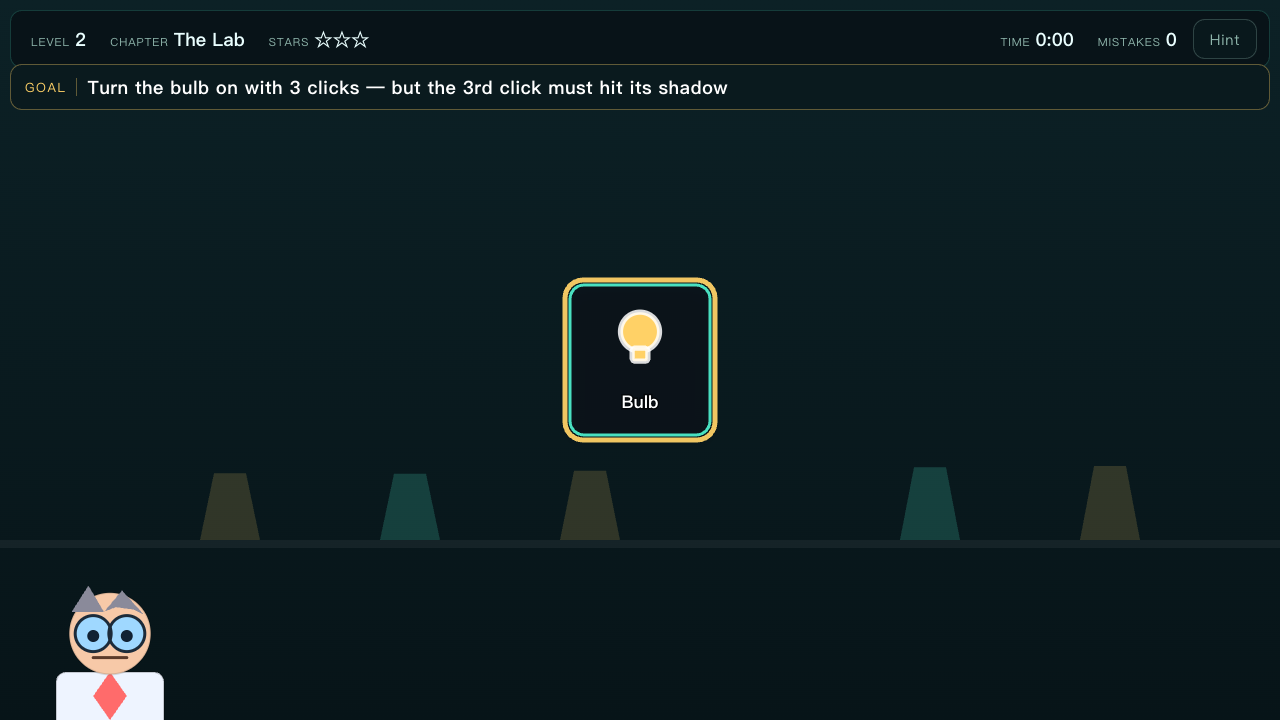 LEVEL 2 CHAPTER The Lab STARS ☆☆☆ TIME 0:00 MISTAKES 0 Hint
GOAL Turn the bulb on with 3 clicks — but the 3rd click must hit its shadow
Bulb